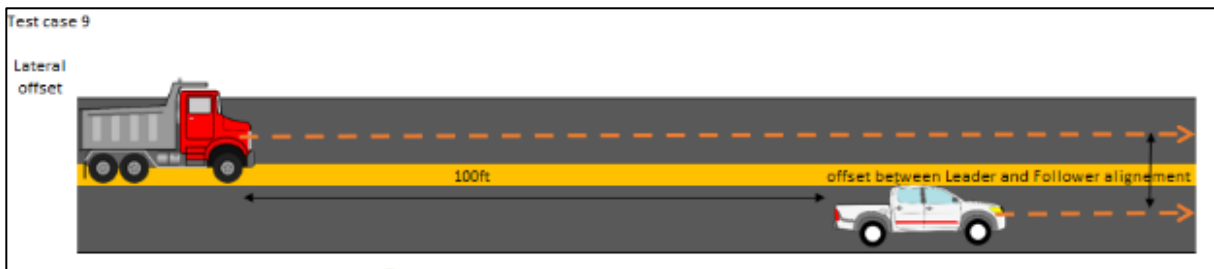 Test case 9
Lateral
offset
100ft
offset between Leader and Follower alignement